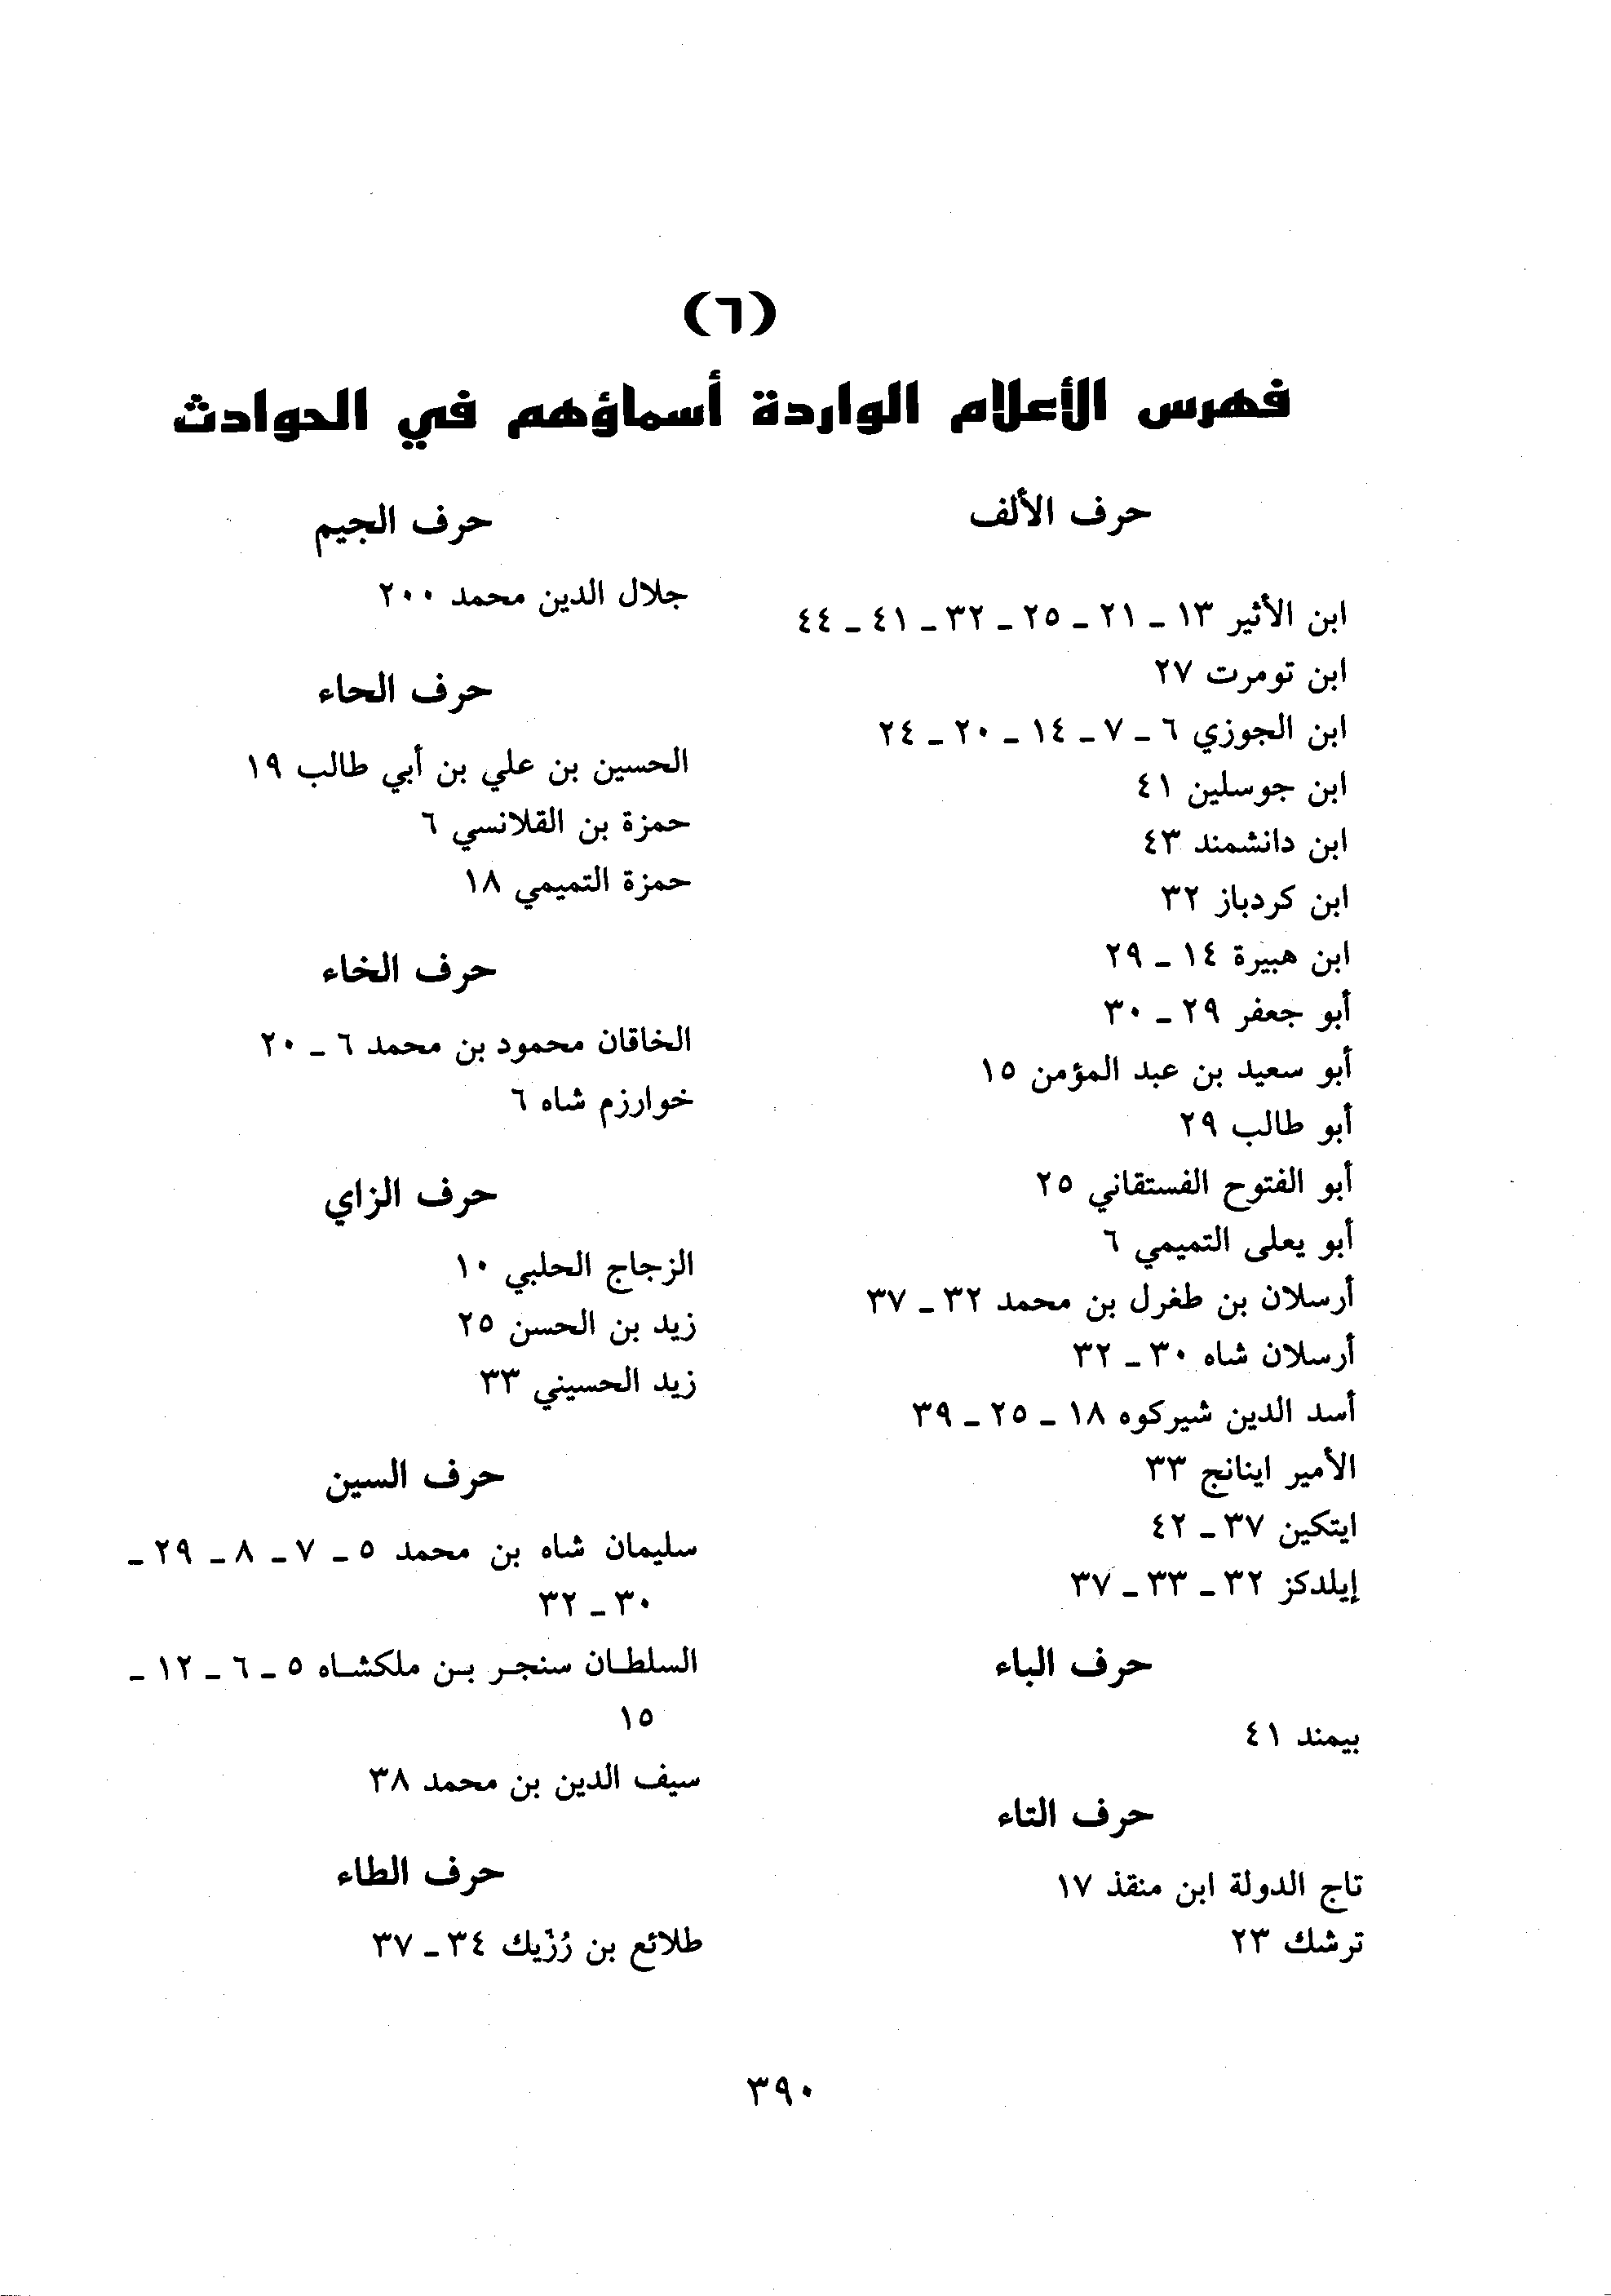 (٦)
فهرس الأعلام الواردة أسماؤهم في الحوادث
حرف الألف
ابن الأثير ١٣ - ٢١ - ٢٥ - ٣٢ - ٤١ - ٤٤
ابن تومرت ٢٧
ابن الجوزي ٦ - ٧ - ١٤ - ٢٠ - ٢٤
ابن جوسلين ٤١
ابن دانشمند ٤٣
ابن كردباز ٣٢
ابن هبيرة ١٤ - ٢٩
أبو جعفر ٢٩ - ٣٠
أبو سعيد بن عبد المؤمن ١٥
أبو طالب ٢٩
أبو الفتوح الفستقاني ٢٥
أبو يعلى التميمي ٦
أرسلان بن طغرل بن محمد ٣٢ - ٣٧
أرسلان شاه ٣٠ - ٣٢
أسد الدين شيركوه ١٨ - ٢٥ - ٣٩
الأمير اينانج ٣٣
ايتكين ٣٧ - ٤٢
إيلدكز ٣٢ - ٣٣ - ٣٧
حرف الباء
بيمند ٤١
حرف التاء
تاج الدولة ابن منقذ ١٧
ترشك ٢٣
حرف الجيم
جلال الدين محمد ٢٠٠
حرف الحاء
الحسين بن علي بن أبي طالب ١٩
حمزة بن القلانسي ٦
حمزة التميمي ١٨
حرف الخاء
الخاقان محمود بن محمد ٦ - ٢٠
خوارزم شاه ٦
حرف الزاي
الزجاج الحلبي ١٠
زيد بن الحسن ٢٥
زيد الحسيني ٣٣
حرف السين
سليمان شاه بن محمد ٥ - ٧ - ٨ - ٢٩ -
٣٠ - ٣٢
السلطان سنجر بن ملكشاه ٥ - ٦ - ١٢ -
١٥
سيف الدين بن محمد ٣٨
حرف الطاء
طلائع بن رُزّيك ٣٤ - ٣٧
٣٩٠